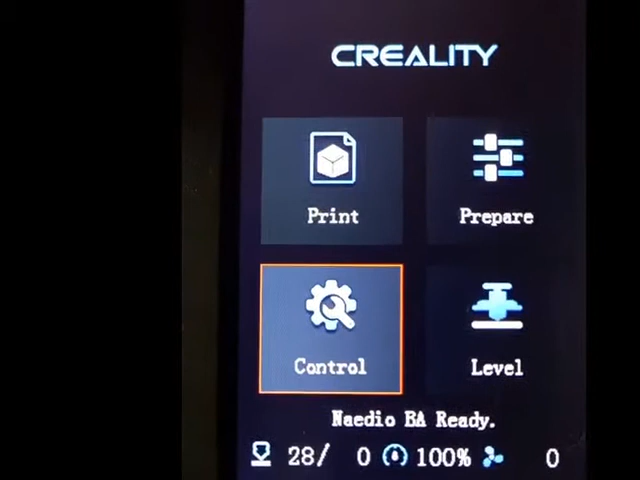 CREALITY
Print
Prepare
Control
Level
Naedio BA Ready.
28/ 0 100% 0